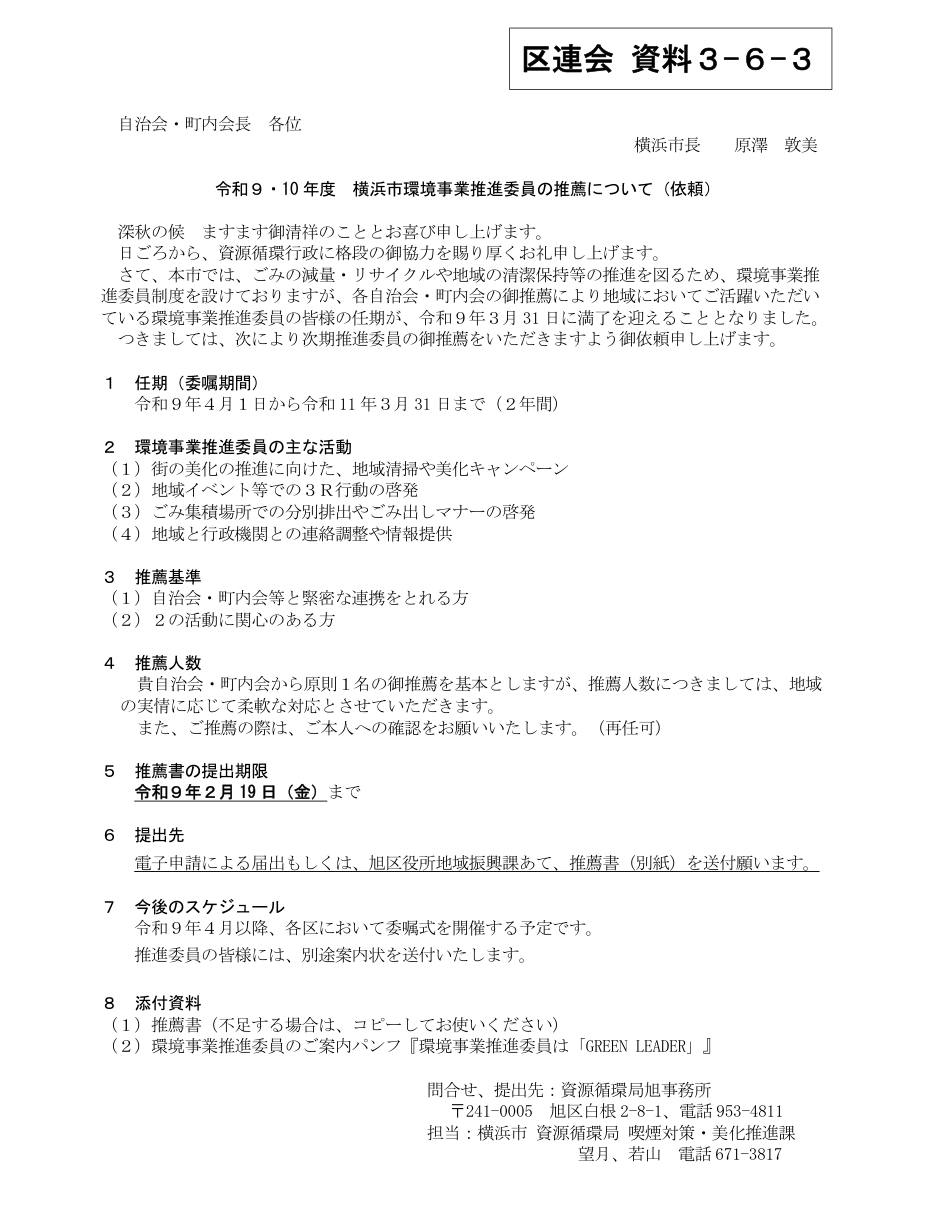 区連会 資料３－６－３
自治会・町内会長　各位
横浜市長　　原澤　敦美
令和９・10 年度　横浜市環境事業推進委員の推薦について（依頼）
深秋の候　ますます御清祥のこととお喜び申し上げます。
日ごろから、資源循環行政に格段の御協力を賜り厚くお礼申し上げます。
さて、本市では、ごみの減量・リサイクルや地域の清潔保持等の推進を図るため、環境事業推
進委員制度を設けておりますが、各自治会・町内会の御推薦により地域においてご活躍いただい
ている環境事業推進委員の皆様の任期が、令和９年３月 31 日に満了を迎えることとなりました。
つきましては、次により次期推進委員の御推薦をいただきますよう御依頼申し上げます。
１　任期（委嘱期間）
令和９年４月１日から令和 11 年３月 31 日まで（２年間）
２　環境事業推進委員の主な活動
（１）街の美化の推進に向けた、地域清掃や美化キャンペーン
（２）地域イベント等での３Ｒ行動の啓発
（３）ごみ集積場所での分別排出やごみ出しマナーの啓発
（４）地域と行政機関との連絡調整や情報提供
３　推薦基準
（１）自治会・町内会等と緊密な連携をとれる方
（２）２の活動に関心のある方
４　推薦人数
貴自治会・町内会から原則１名の御推薦を基本としますが、推薦人数につきましては、地域
の実情に応じて柔軟な対応とさせていただきます。
また、ご推薦の際は、ご本人への確認をお願いいたします。（再任可）
５　推薦書の提出期限
令和９年２月 19 日（金）まで
６　提出先
電子申請による届出もしくは、旭区役所地域振興課あて、推薦書（別紙）を送付願います。
７　今後のスケジュール
令和９年４月以降、各区において委嘱式を開催する予定です。
推進委員の皆様には、別途案内状を送付いたします。
８　添付資料
（１）推薦書（不足する場合は、コピーしてお使いください）
（２）環境事業推進委員のご案内パンフ『環境事業推進委員は「GREEN LEADER」』
問合せ、提出先：資源循環局旭事務所
〒241-0005　旭区白根 2-8-1、電話 953-4811
担当：横浜市 資源循環局 喫煙対策・美化推進課
望月、若山　電話 671-3817